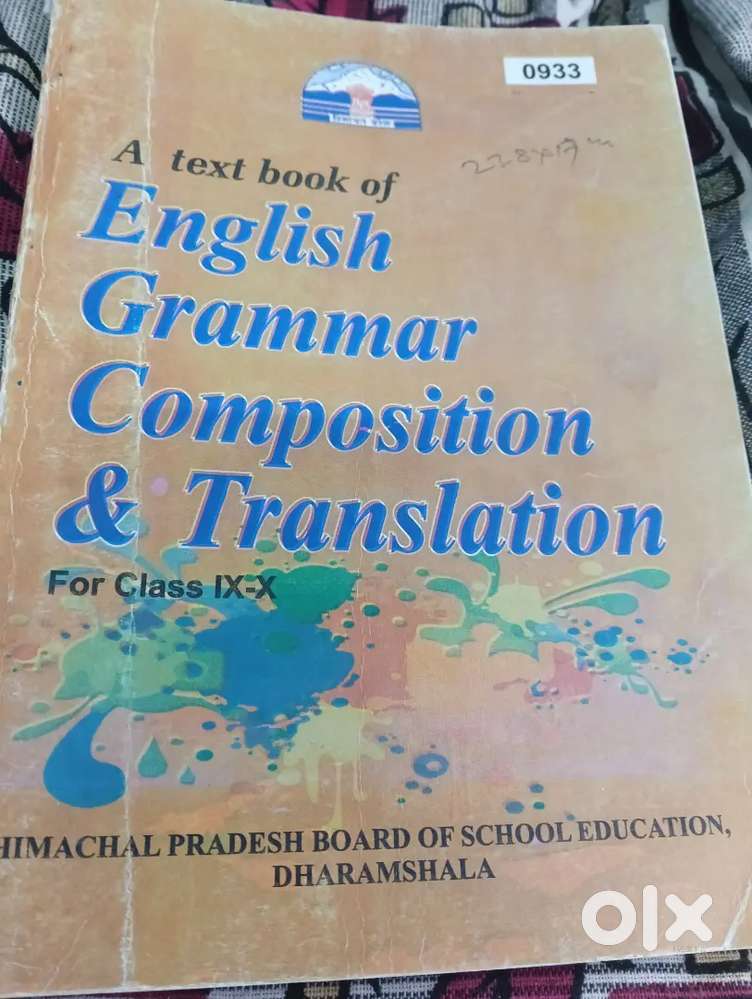 0933
A text book of
English
Grammar
Composition
& Translation
For Class IX-X
HIMACHAL PRADESH BOARD OF SCHOOL EDUCATION,
DHARAMSHALA
olx